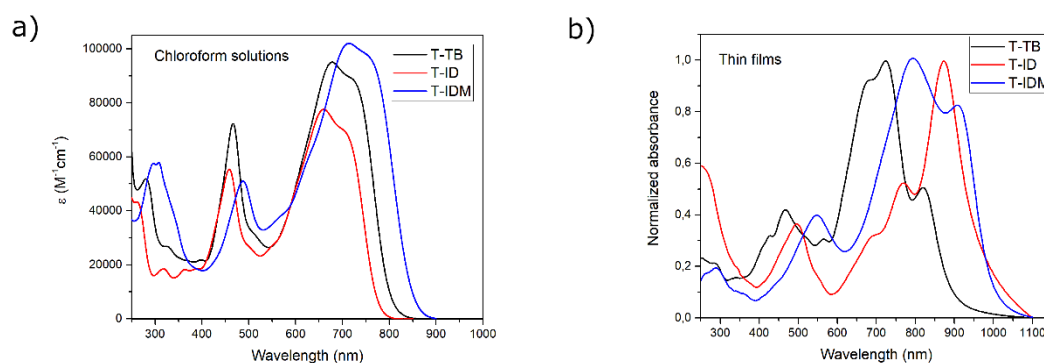 a)
Chloroform solutions
T-TB
T-ID
T-IDM
100000
80000
60000
40000
20000
0
ε (M⁻¹cm⁻¹)
300 400 500 600 700 800 900 1000
Wavelength (nm)
b)
Thin films
T-TB
T-ID
T-IDM
1,0
0,8
0,6
0,4
0,2
0,0
Normalized absorbance
300 400 500 600 700 800 900 1000 1100
Wavelength (nm)